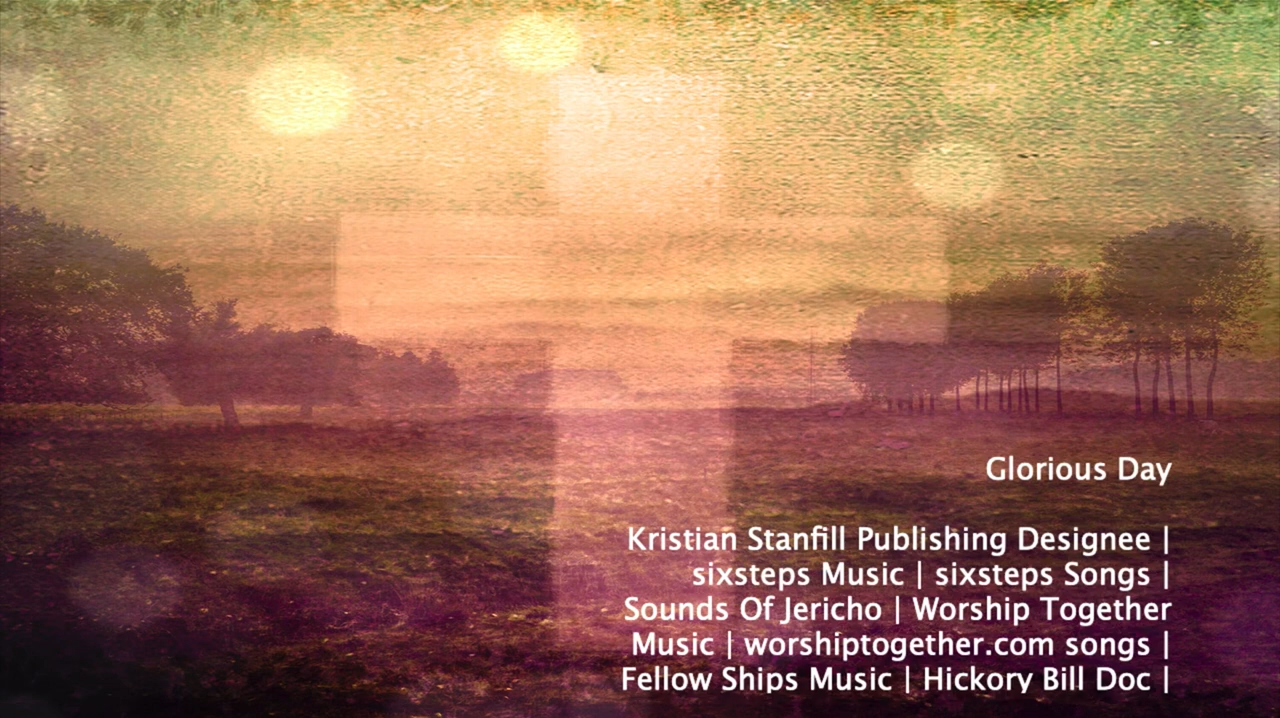 Glorious Day
Kristian Stanfill Publishing Designee |
sixsteps Music | sixsteps Songs |
Sounds Of Jericho | Worship Together
Music | worshiptogether.com songs |
Fellow Ships Music | Hickory Bill Doc |